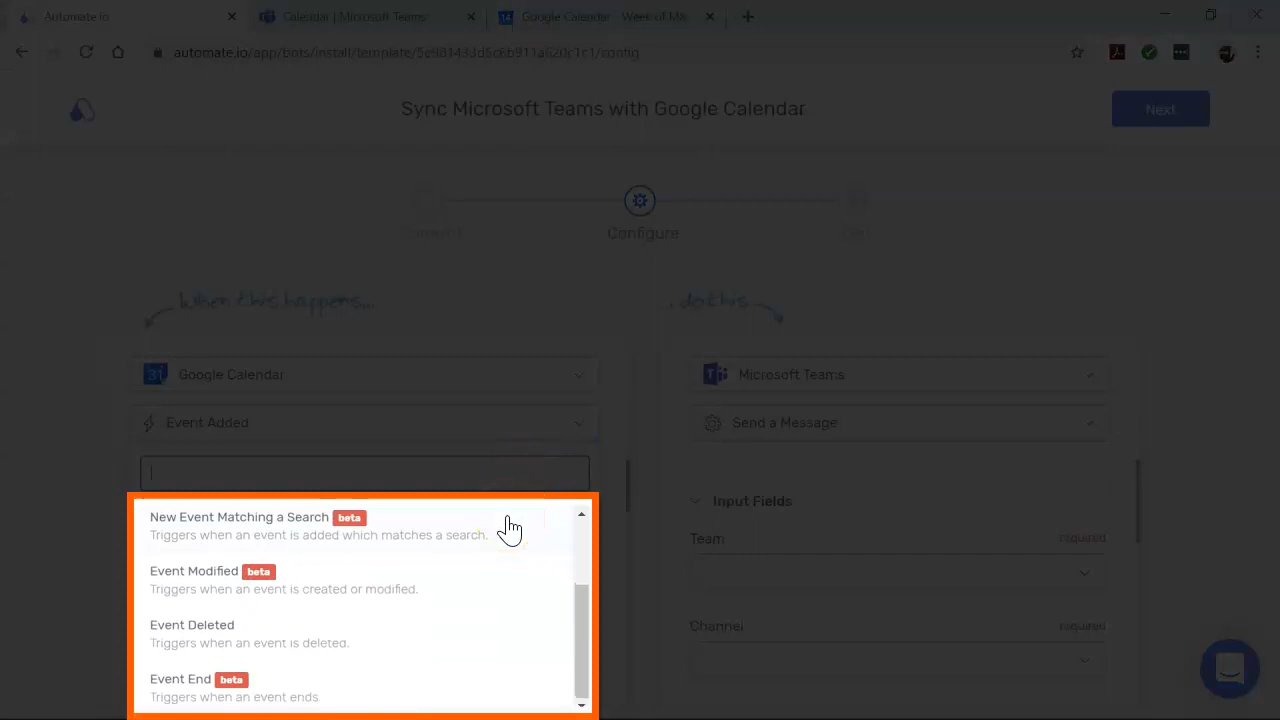 Automate.io
Calendar | Microsoft Teams
Google Calendar - Week of Ma
automate.io/app/bots/install/template/5e981433d5c6b911a620c1c1/config
Sync Microsoft Teams with Google Calendar
Next
Configure
When this happens...
... do this
31
Google Calendar
Microsoft Teams
Event Added
Send a Message
Input Fields
New Event Matching a Search beta
Triggers when an event is added which matches a search.
Team
required
Event Modified beta
Triggers when an event is created or modified.
Event Deleted
Triggers when an event is deleted.
Channel
required
Event End beta
Triggers when an event ends.